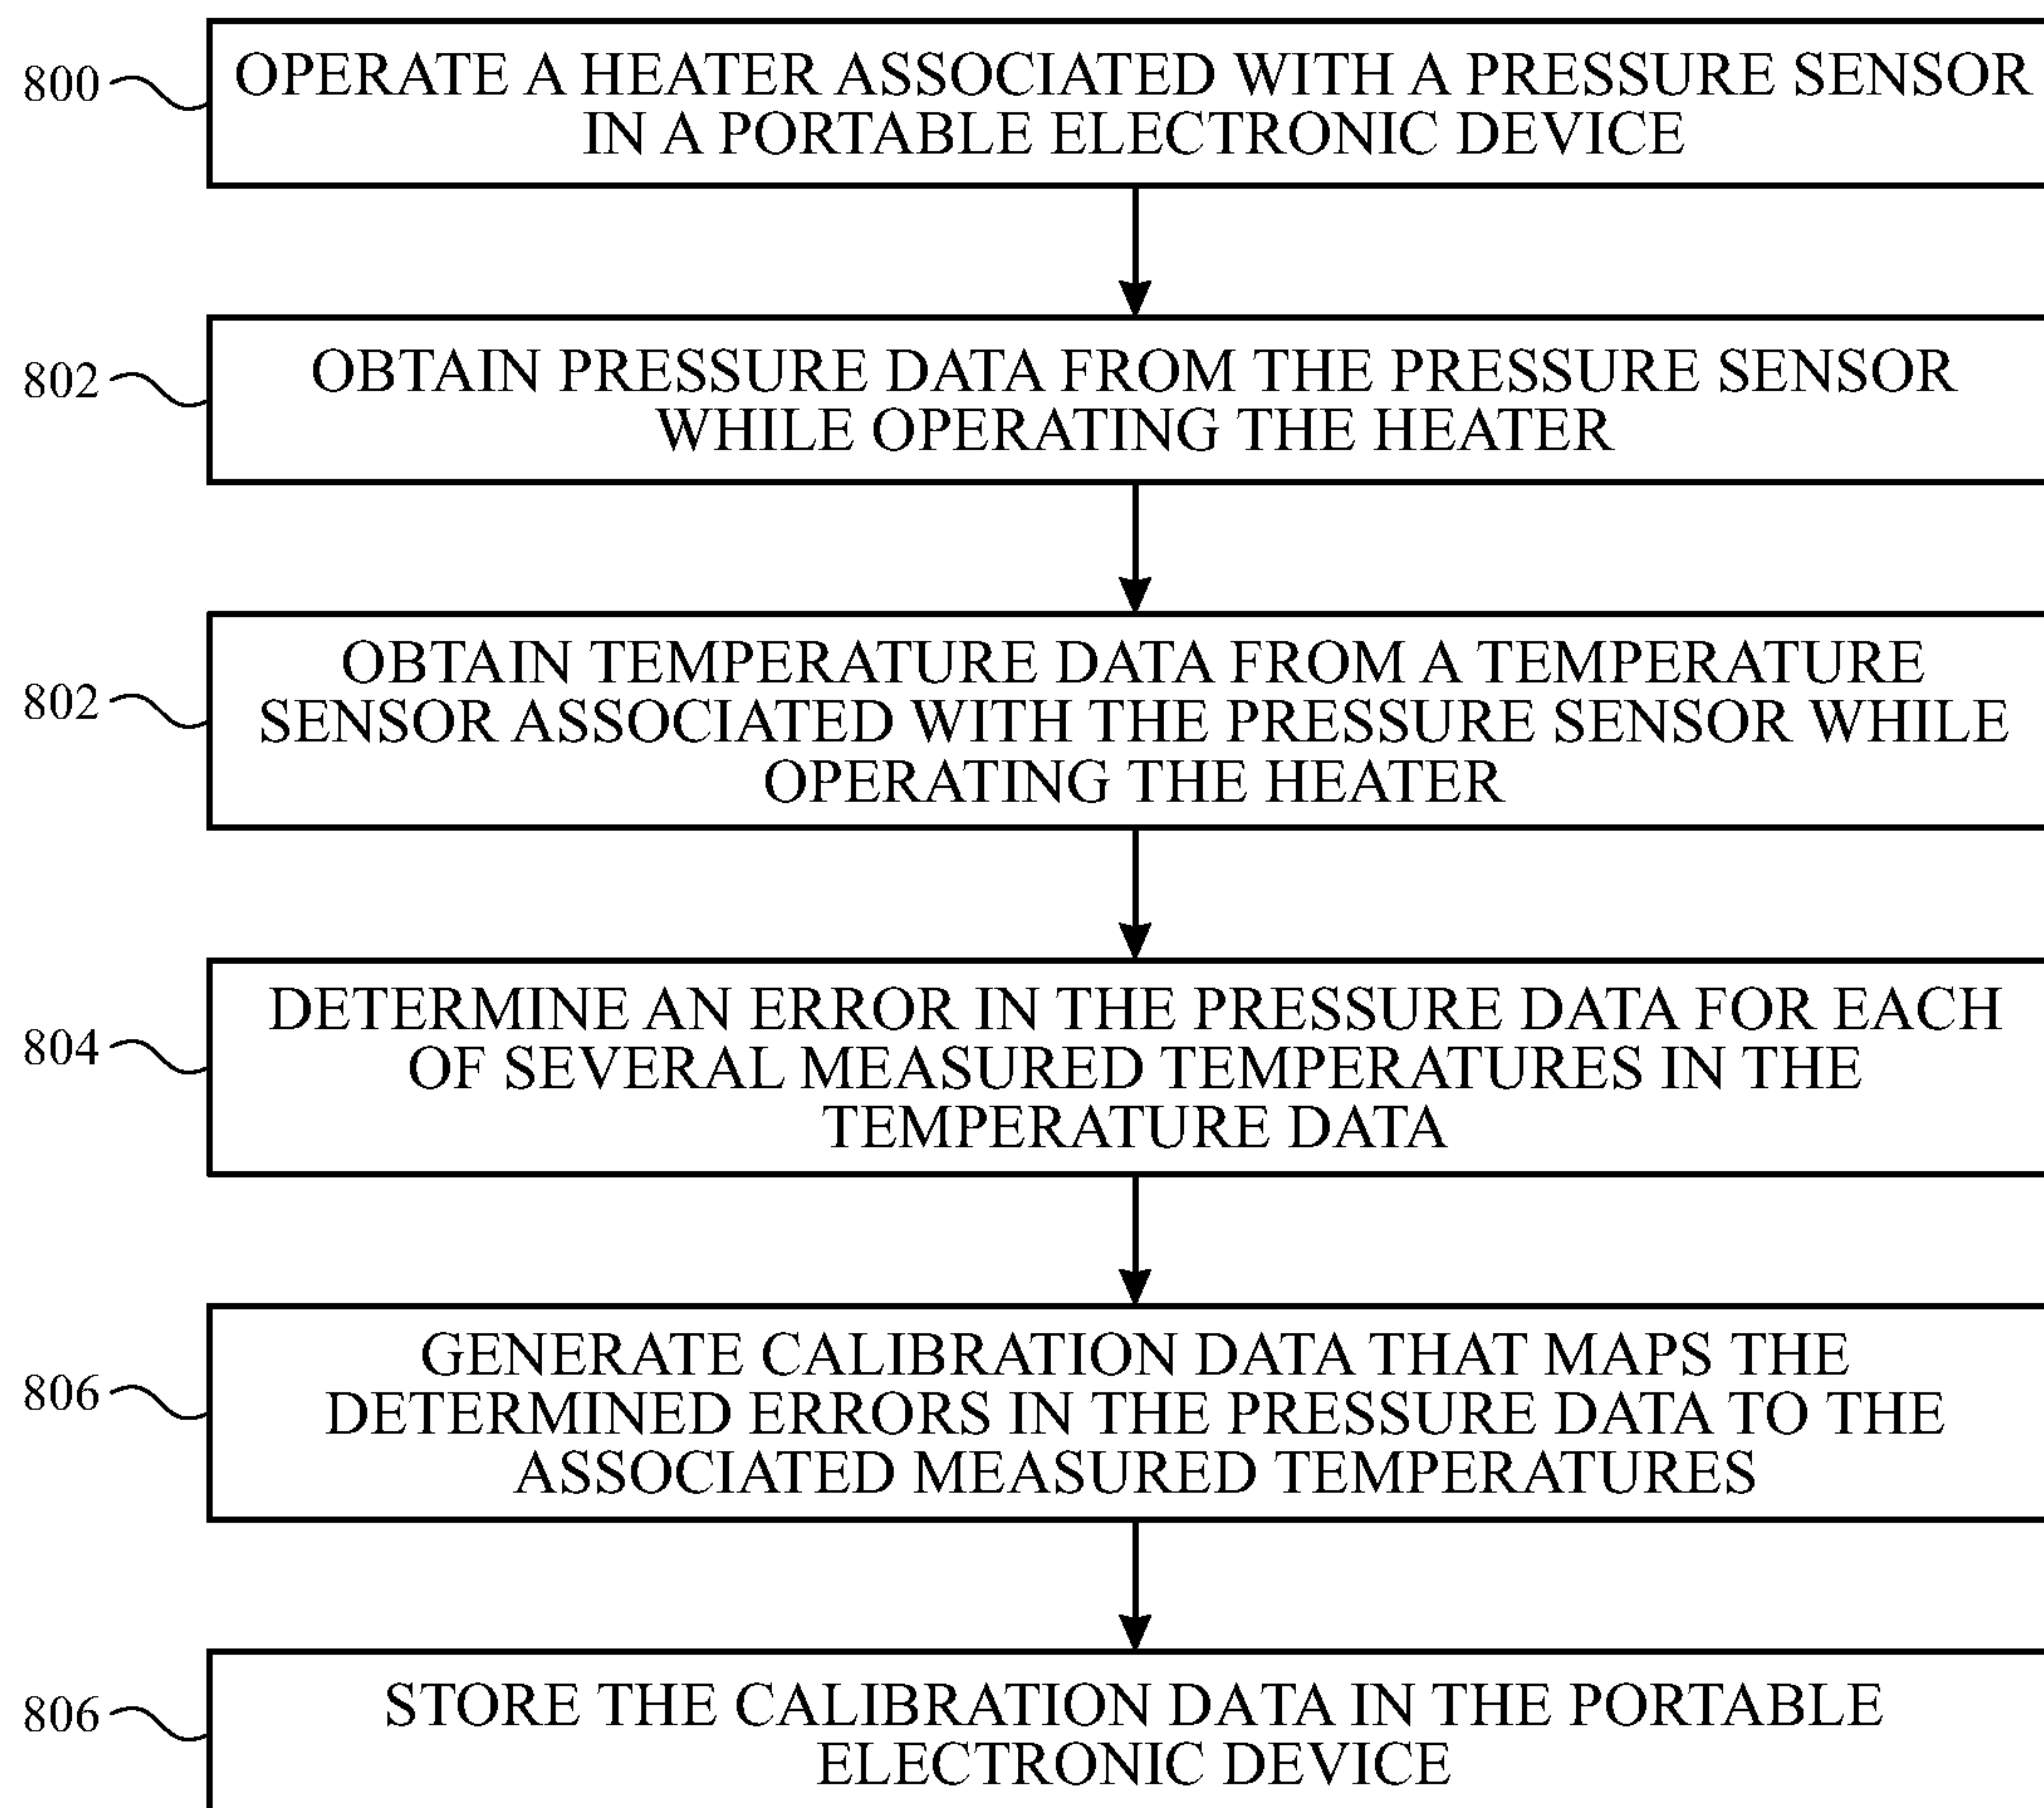 800
OPERATE A HEATER ASSOCIATED WITH A PRESSURE SENSOR
IN A PORTABLE ELECTRONIC DEVICE
802
OBTAIN PRESSURE DATA FROM THE PRESSURE SENSOR
WHILE OPERATING THE HEATER
802
OBTAIN TEMPERATURE DATA FROM A TEMPERATURE
SENSOR ASSOCIATED WITH THE PRESSURE SENSOR WHILE
OPERATING THE HEATER
804
DETERMINE AN ERROR IN THE PRESSURE DATA FOR EACH
OF SEVERAL MEASURED TEMPERATURES IN THE
TEMPERATURE DATA
806
GENERATE CALIBRATION DATA THAT MAPS THE
DETERMINED ERRORS IN THE PRESSURE DATA TO THE
ASSOCIATED MEASURED TEMPERATURES
806
STORE THE CALIBRATION DATA IN THE PORTABLE
ELECTRONIC DEVICE